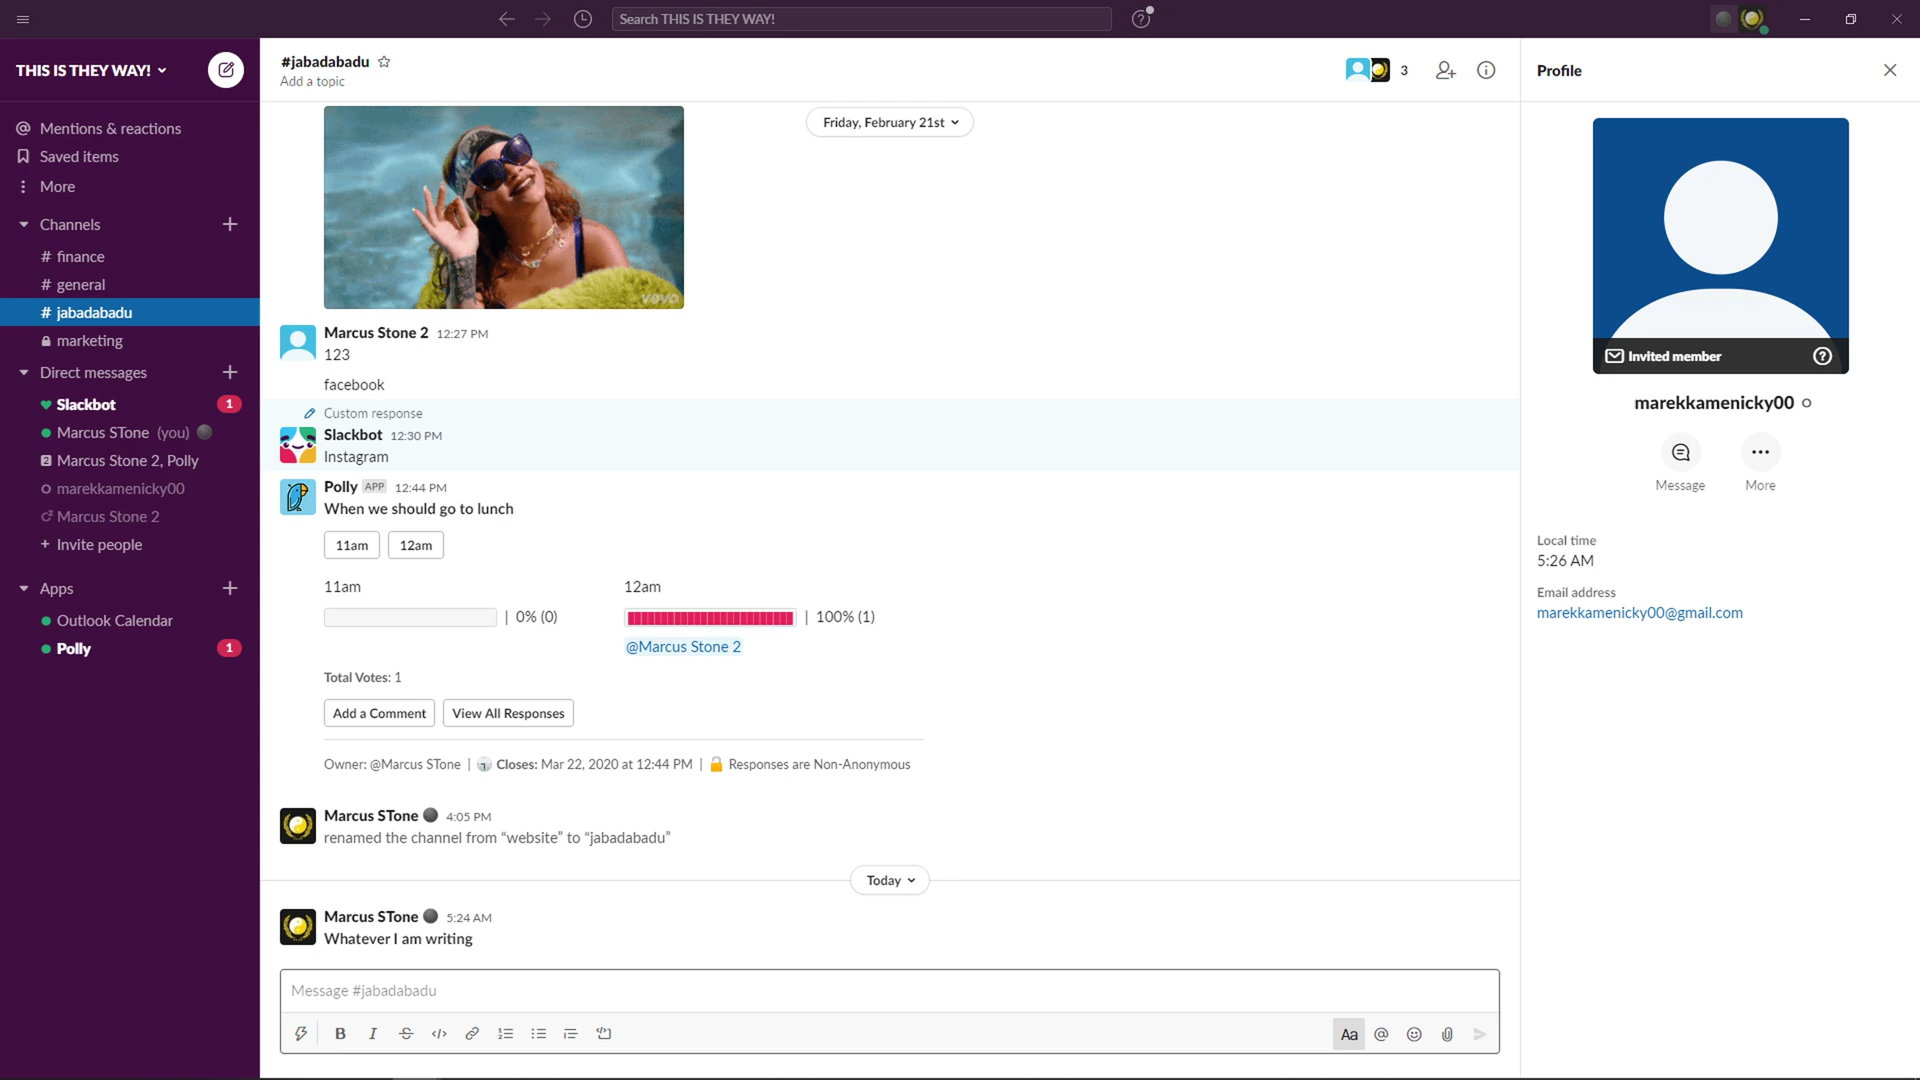 Search THIS IS THEY WAY!
THIS IS THEY WAY!
Mentions & reactions
Saved items
More
Channels
# finance
# general
# jabadabadu
marketing
Direct messages
Slackbot 1
Marcus STone (you)
2 Marcus Stone 2, Polly
marekkamenicky00
Marcus Stone 2
+ Invite people
Apps
Outlook Calendar
Polly 1
#jabadabadu
Add a topic
3
Friday, February 21st
vevo
Marcus Stone 2 12:27 PM
123
facebook
Custom response
Slackbot 12:30 PM
Instagram
Polly APP 12:44 PM
When we should go to lunch
11am 12am
11am 12am
| 0% (0) | 100% (1)
@Marcus Stone 2
Total Votes: 1
Add a Comment View All Responses
Owner: @Marcus STone | Closes: Mar 22, 2020 at 12:44 PM | Responses are Non-Anonymous
Marcus STone 4:05 PM
renamed the channel from “website” to “jabadabadu”
Today
Marcus STone 5:24 AM
Whatever I am writing
Message #jabadabadu
B I S Aa @
Profile
Invited member
marekkamenicky00
Message More
Local time
5:26 AM
Email address
marekkamenicky00@gmail.com